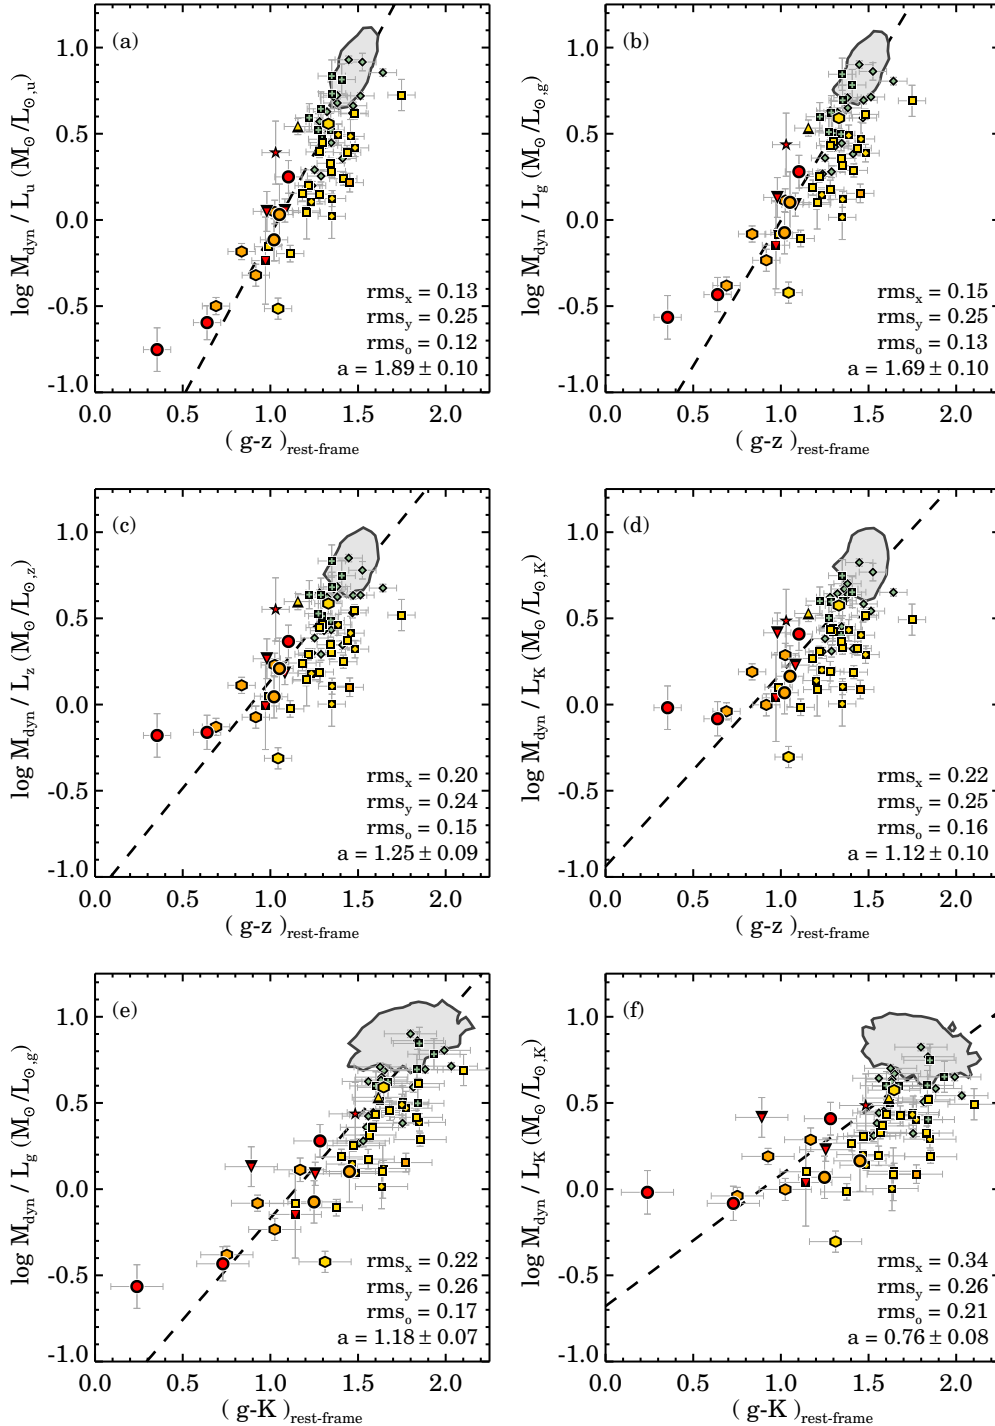 (a)
log M_dyn / L_u (M_⊙/L_⊙,u)
1.0
0.5
0.0
-0.5
-1.0
rms_x = 0.13
rms_y = 0.25
rms_o = 0.12
a = 1.89 ± 0.10
0.0 0.5 1.0 1.5 2.0
( g-z )_rest-frame
(b)
log M_dyn / L_g (M_⊙/L_⊙,g)
1.0
0.5
0.0
-0.5
-1.0
rms_x = 0.15
rms_y = 0.25
rms_o = 0.13
a = 1.69 ± 0.10
0.0 0.5 1.0 1.5 2.0
( g-z )_rest-frame
(c)
log M_dyn / L_z (M_⊙/L_⊙,z)
1.0
0.5
0.0
-0.5
-1.0
rms_x = 0.20
rms_y = 0.24
rms_o = 0.15
a = 1.25 ± 0.09
0.0 0.5 1.0 1.5 2.0
( g-z )_rest-frame
(d)
log M_dyn / L_K (M_⊙/L_⊙,K)
1.0
0.5
0.0
-0.5
-1.0
rms_x = 0.22
rms_y = 0.25
rms_o = 0.16
a = 1.12 ± 0.10
0.0 0.5 1.0 1.5 2.0
( g-z )_rest-frame
(e)
log M_dyn / L_g (M_⊙/L_⊙,g)
1.0
0.5
0.0
-0.5
-1.0
rms_x = 0.22
rms_y = 0.26
rms_o = 0.17
a = 1.18 ± 0.07
0.0 0.5 1.0 1.5 2.0
( g-K )_rest-frame
(f)
log M_dyn / L_K (M_⊙/L_⊙,K)
1.0
0.5
0.0
-0.5
-1.0
rms_x = 0.34
rms_y = 0.26
rms_o = 0.21
a = 0.76 ± 0.08
0.0 0.5 1.0 1.5 2.0
( g-K )_rest-frame